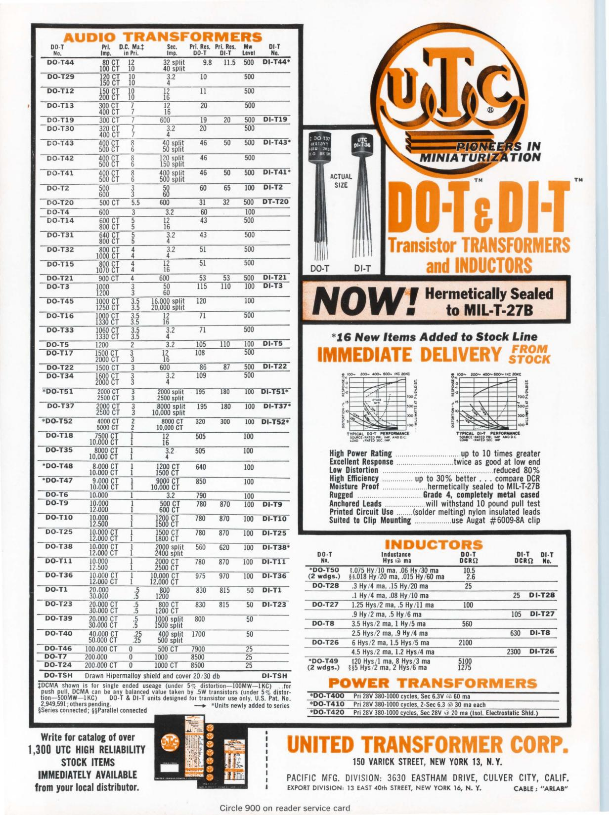 AUDIO TRANSFORMERS
DO-T No. Pri. Imp. D.C. Ma.‡ in Pri. Sec. Imp. Pri. Res. DO-T Pri. Res. DI-T Mw Level DI-T No.
DO-T44 80 CT 12 32 split 9.8 11.5 500 DI-T44*
100 CT 10 40 split
DO-T29 120 CT 10 3.2 10 500
150 CT 10 4
DO-T12 150 CT 10 12 11 500
200 CT 10 16
DO-T13 300 CT 7 12 20 500
400 CT 7 16
DO-T19 300 CT 7 600 19 20 500 DI-T19
DO-T30 320 CT 7 3.2 20 500
400 CT 7 4
DO-T43 400 CT 8 40 split 46 50 500 DI-T43*
500 CT 6 50 split
DO-T42 400 CT 8 120 split 46 500
500 CT 6 150 split
DO-T41 400 CT 8 400 split 46 50 500 DI-T41*
500 CT 6 500 split
DO-T2 500 3 50 60 65 100 DI-T2
600 3 60
DO-T20 500 CT 5.5 600 31 32 500 DT-T20
DO-T4 600 3 3.2 60 100
DO-T14 600 CT 5 12 43 500
800 CT 5 16
DO-T31 640 CT 5 3.2 43 500
800 CT 5 4
DO-T32 800 CT 4 3.2 51 500
1000 CT 4 4
DO-T15 800 CT 4 12 51 500
1070 CT 4 16
DO-T21 900 CT 4 600 53 53 500 DI-T21
DO-T3 1000 3 50 115 110 100 DI-T3
1200 3 60
DO-T45 1000 CT 3.5 16,000 split 120 100
1250 CT 3.5 20,000 split
DO-T16 1000 CT 3.5 12 71 500
1330 CT 3.5 16
DO-T33 1060 CT 3.5 3.2 71 500
1330 CT 3.5 4
DO-T5 1200 2 3.2 105 110 100 DI-T5
DO-T17 1500 CT 3 12 108 500
2000 CT 3 16
DO-T22 1500 CT 3 600 86 87 500 DI-T22
DO-T34 1600 CT 3 3.2 109 500
2000 CT 3 4
*DO-T51 2000 CT 3 2000 split 195 180 100 DI-T51*
2500 CT 3 2500 split
DO-T37 2000 CT 3 8000 split 195 180 100 DI-T37*
2500 CT 3 10,000 split
*DO-T52 4000 CT 2 8000 CT 320 300 100 DI-T52*
5000 CT 2 10,000 CT
DO-T18 7500 CT 1 12 505 100
10,000 CT 1 16
DO-T35 8000 CT 1 3.2 505 100
10,000 CT 1 4
*DO-T48 8,000 CT 1 1200 CT 640 100
10,000 CT 1 1500 CT
*DO-T47 9,000 CT 1 9000 CT 850 100
10,000 CT 1 10,000 CT
DO-T6 10,000 1 3.2 790 100
DO-T9 10,000 1 500 CT 780 870 100 DI-T9
12,000 1 600 CT
DO-T10 10,000 1 1200 CT 780 870 100 DI-T10
12,500 1 1500 CT
DO-T25 10,000 CT 1 1500 CT 780 870 100 DI-T25
12,000 CT 1 1800 CT
DO-T38 10,000 CT 1 2000 split 560 620 100 DI-T38*
12,000 CT 1 2400 split
DO-T11 10,000 1 2000 CT 780 870 100 DI-T11
12,500 1 2500 CT
DO-T36 10,000 CT 1 10,000 CT 975 970 100 DI-T36
12,000 CT 1 12,000 CT
DO-T1 20,000 .5 800 830 815 50 DI-T1
30,000 .5 1200
DO-T23 20,000 CT .5 800 CT 830 815 50 DI-T23
30,000 CT .5 1200 CT
DO-T39 20,000 CT .5 1000 split 800 50
30,000 CT .5 1500 split
DO-T40 40,000 CT .25 400 split 1700 50
50,000 CT .25 500 split
DO-T46 100,000 CT 0 500 CT 7900 25
DO-T7 200,000 0 1000 8500 25
DO-T24 200,000 CT 0 1000 CT 8500 25
DO-TSH Drawn Hipermalloy shield and cover 20/30 db DI-TSH
‡DCMA shown is for single ended useage (under 5% distortion—100MW—1KC) for
push pull, DCMA can be any balanced value taken by .5W transistors (under 5% distor-
tion—500MW—1KC) DO-T & DI-T units designed for transistor use only. U.S. Pat. No.
2,949,591; others pending. *Units newly added to series
§Series connected; §§Parallel connected
UTC
®
PIONEERS IN
MINIATURIZATION
ACTUAL
SIZE
DO-T DI-T
DO-T & DI-T
TM TM
Transistor TRANSFORMERS
and INDUCTORS
NOW! Hermetically Sealed
to MIL-T-27B
*16 New Items Added to Stock Line
IMMEDIATE DELIVERY FROM STOCK
TYPICAL DO-T PERFORMANCE TYPICAL DI-T PERFORMANCE
High Power Rating up to 10 times greater
Excellent Response twice as good at low end
Low Distortion reduced 80%
High Efficiency up to 30% better . . . compare DCR
Moisture Proof hermetically sealed to MIL-T-27B
Rugged Grade 4, completely metal cased
Anchored Leads will withstand 10 pound pull test
Printed Circuit Use (solder melting) nylon insulated leads
Suited to Clip Mounting use Augat #6009-8A clip
INDUCTORS
DO-T No. Inductance Hys @ ma DO-T DCRΩ DI-T DCRΩ DI-T No.
*DO-T50 §.075 Hy/10 ma, .06 Hy/30 ma 10.5
(2 wdgs.) §§.018 Hy/20 ma, .015 Hy/60 ma 2.6
DO-T28 .3 Hy/4 ma, .15 Hy/20 ma 25
.1 Hy/4 ma, .08 Hy/10 ma 25 DI-T28
DO-T27 1.25 Hys/2 ma, .5 Hy/11 ma 100
.9 Hy/2 ma, .5 Hy/6 ma 105 DI-T27
DO-T8 3.5 Hys/2 ma, 1 Hy/5 ma 560
2.5 Hys/2 ma, .9 Hy/4 ma 630 DI-T8
DO-T26 6 Hys/2 ma, 1.5 Hys/5 ma 2100
4.5 Hys/2 ma, 1.2 Hys/4 ma 2300 DI-T26
*DO-T49 §20 Hys/1 ma, 8 Hys/3 ma 5100
(2 wdgs.) §§5 Hys/2 ma, 2 Hys/6 ma 1275
POWER TRANSFORMERS
*DO-T400 Pri 28V 380-1000 cycles, Sec 6.3V @ 60 ma
*DO-T410 Pri 28V 380-1000 cycles, 2-Sec 6.3 @ 30 ma each
*DO-T420 Pri 28V 380-1000 cycles, Sec 28V @ 20 ma (Isol. Electrostatic Shld.)
Write for catalog of over
1,300 UTC HIGH RELIABILITY
STOCK ITEMS
IMMEDIATELY AVAILABLE
from your local distributor.
UNITED TRANSFORMER CORP.
150 VARICK STREET, NEW YORK 13, N. Y.
PACIFIC MFG. DIVISION: 3630 EASTHAM DRIVE, CULVER CITY, CALIF.
EXPORT DIVISION: 13 EAST 40th STREET, NEW YORK 16, N. Y. CABLE: "ARLAB"
Circle 900 on reader service card